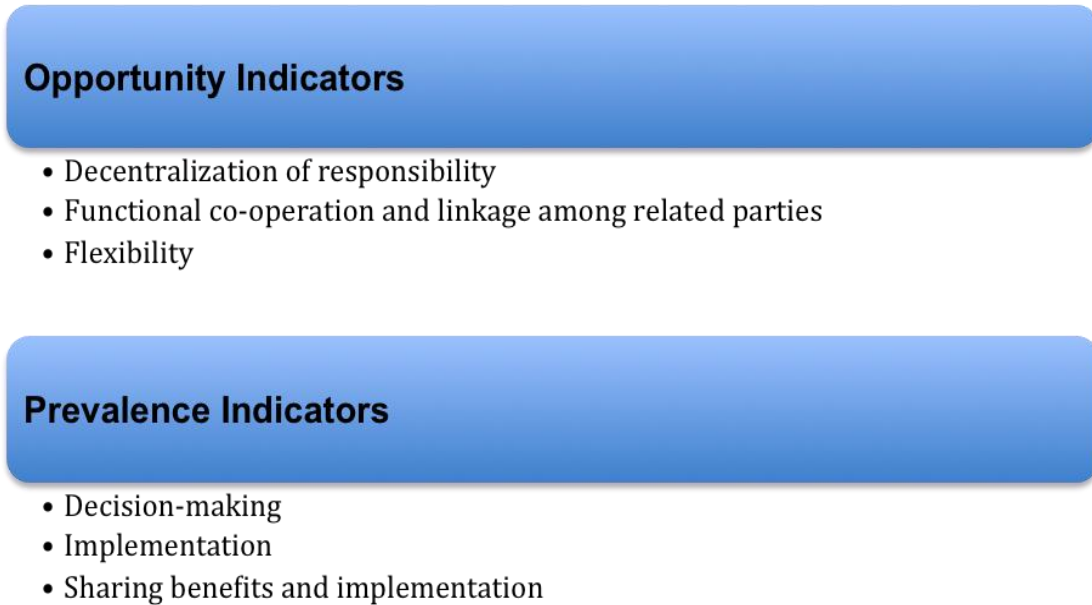 Opportunity Indicators
• Decentralization of responsibility
• Functional co-operation and linkage among related parties
• Flexibility
Prevalence Indicators
• Decision-making
• Implementation
• Sharing benefits and implementation